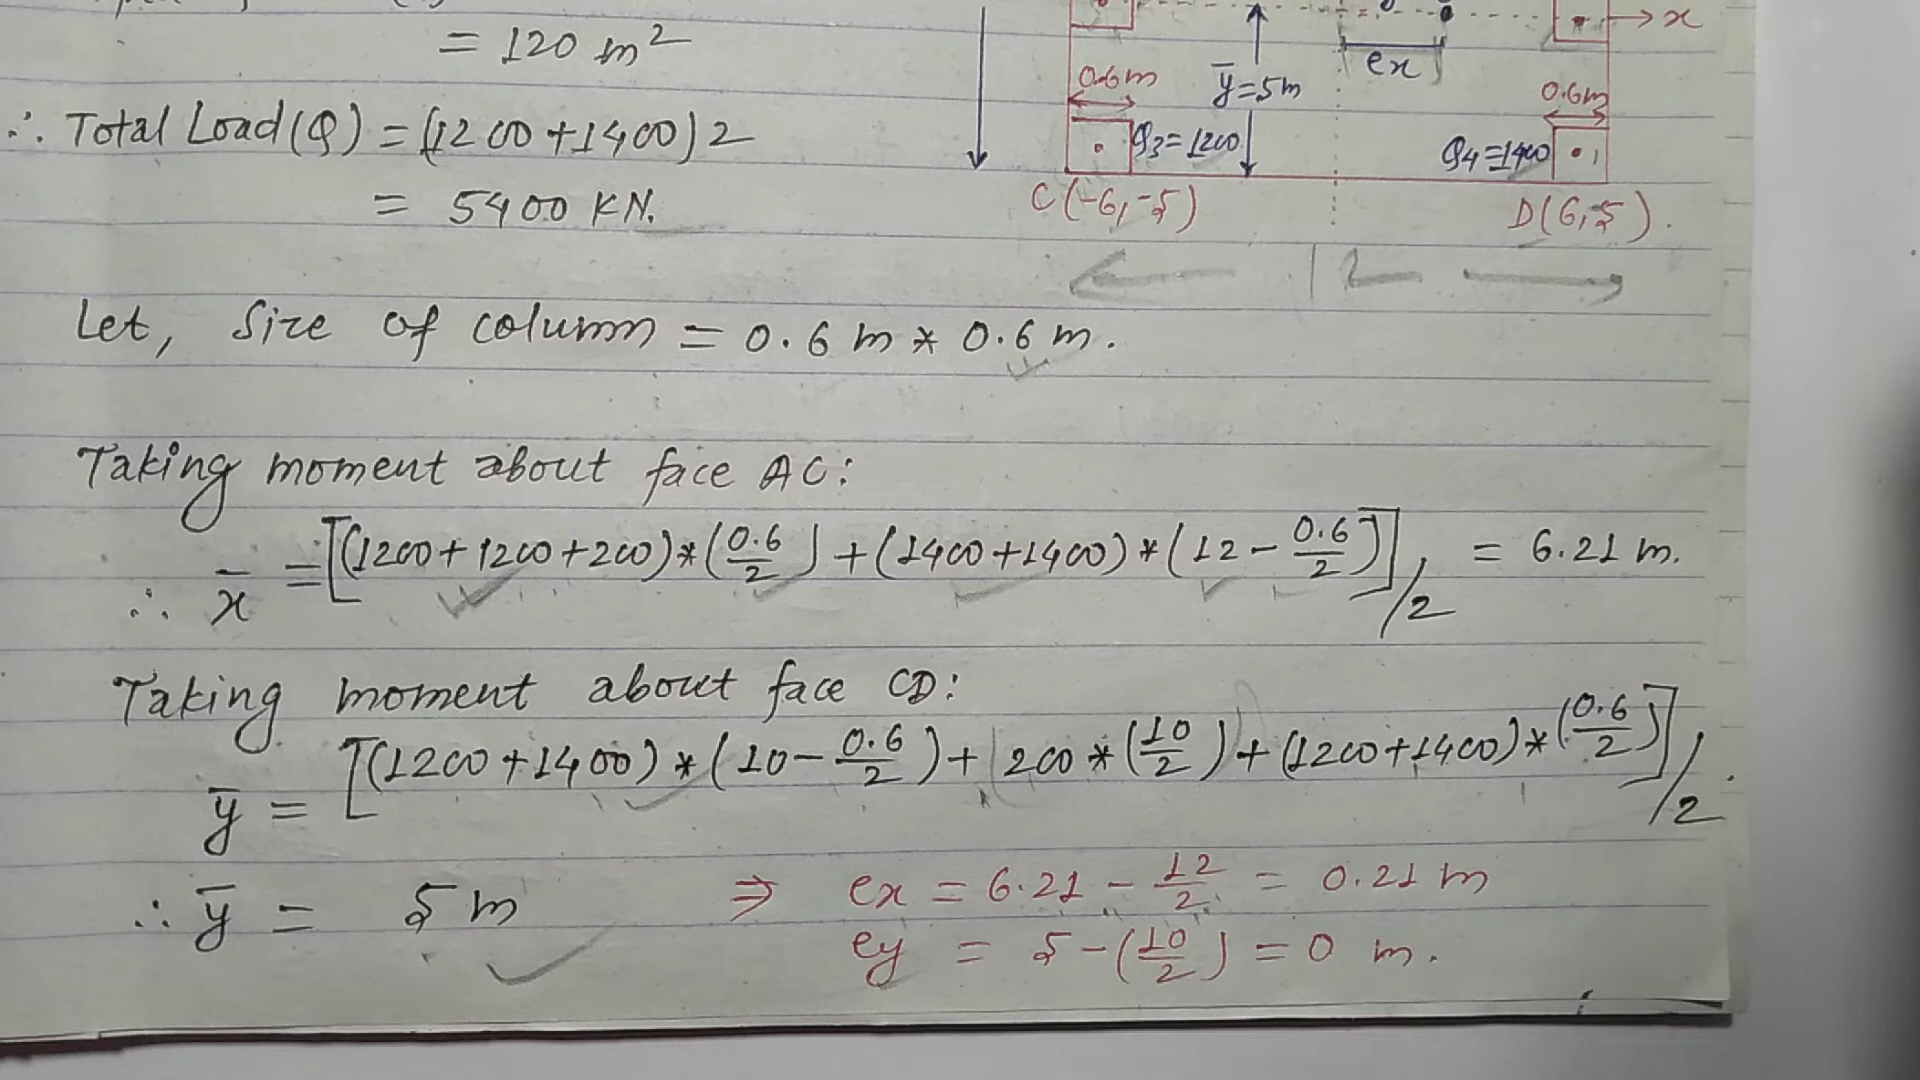 = 120 m²
→ x
ex
0.6m
ȳ=5m
0.6m
∴ Total Load (Q) = (1200+1400)2
Q3=1200
Q4=1400
= 5400 KN.
C(-6,-5)
D(6,-5).
12
Let, Size of column = 0.6 m * 0.6 m.
Taking moment about face AC:
∴ x̄ = [(1200+1200+200)*(0.6/2)+(1400+1400)*(12-0.6/2)]/2 = 6.21 m.
Taking moment about face CD:
ȳ = [(1200+1400)*(10-0.6/2)+200*(10/2)+(1200+1400)*(0.6/2)]/2
∴ ȳ = 5 m ⇒ ex = 6.21 - 12/2 = 0.21 m
ey = 5-(10/2) = 0 m.